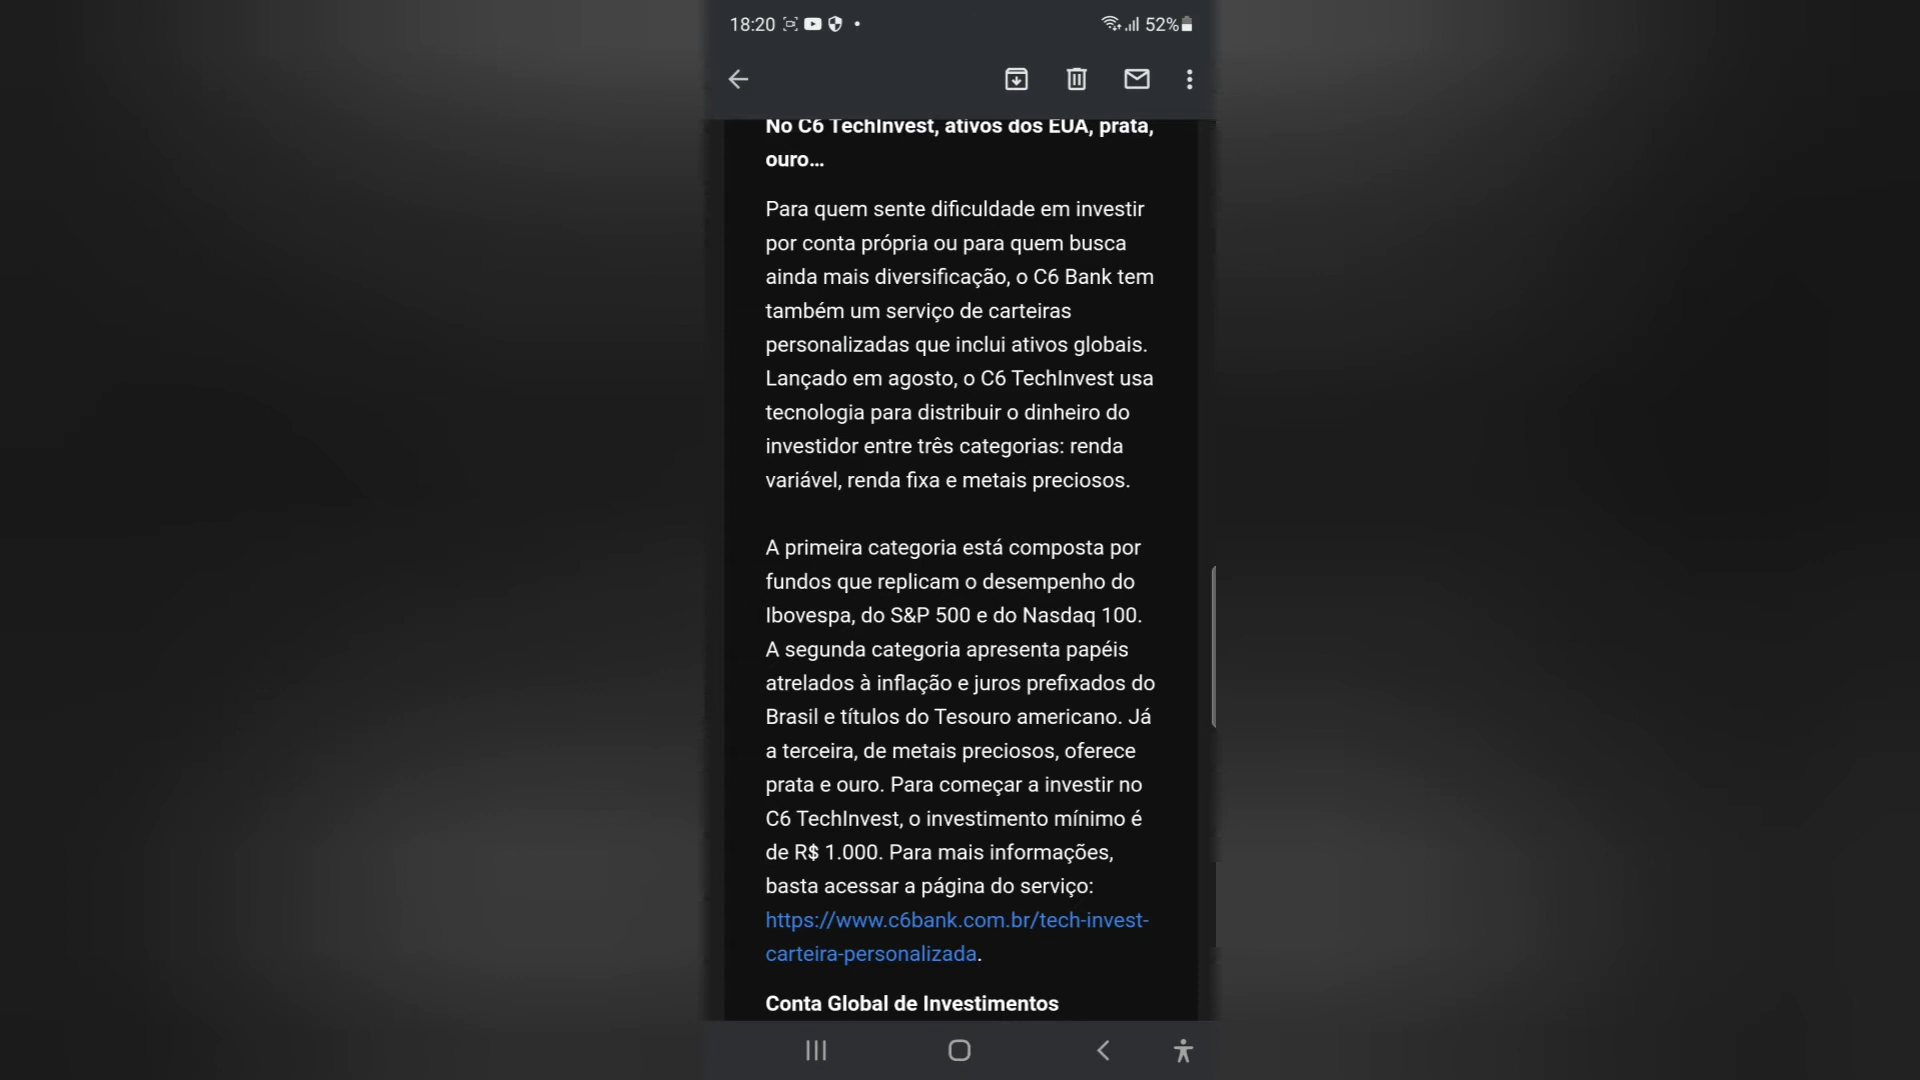 18:20
52%
No C6 TechInvest, ativos dos EUA, prata,
ouro...
Para quem sente dificuldade em investir
por conta própria ou para quem busca
ainda mais diversificação, o C6 Bank tem
também um serviço de carteiras
personalizadas que inclui ativos globais.
Lançado em agosto, o C6 TechInvest usa
tecnologia para distribuir o dinheiro do
investidor entre três categorias: renda
variável, renda fixa e metais preciosos.
A primeira categoria está composta por
fundos que replicam o desempenho do
Ibovespa, do S&P 500 e do Nasdaq 100.
A segunda categoria apresenta papéis
atrelados à inflação e juros prefixados do
Brasil e títulos do Tesouro americano. Já
a terceira, de metais preciosos, oferece
prata e ouro. Para começar a investir no
C6 TechInvest, o investimento mínimo é
de R$ 1.000. Para mais informações,
basta acessar a página do serviço:
https://www.c6bank.com.br/tech-invest-
carteira-personalizada.
Conta Global de Investimentos